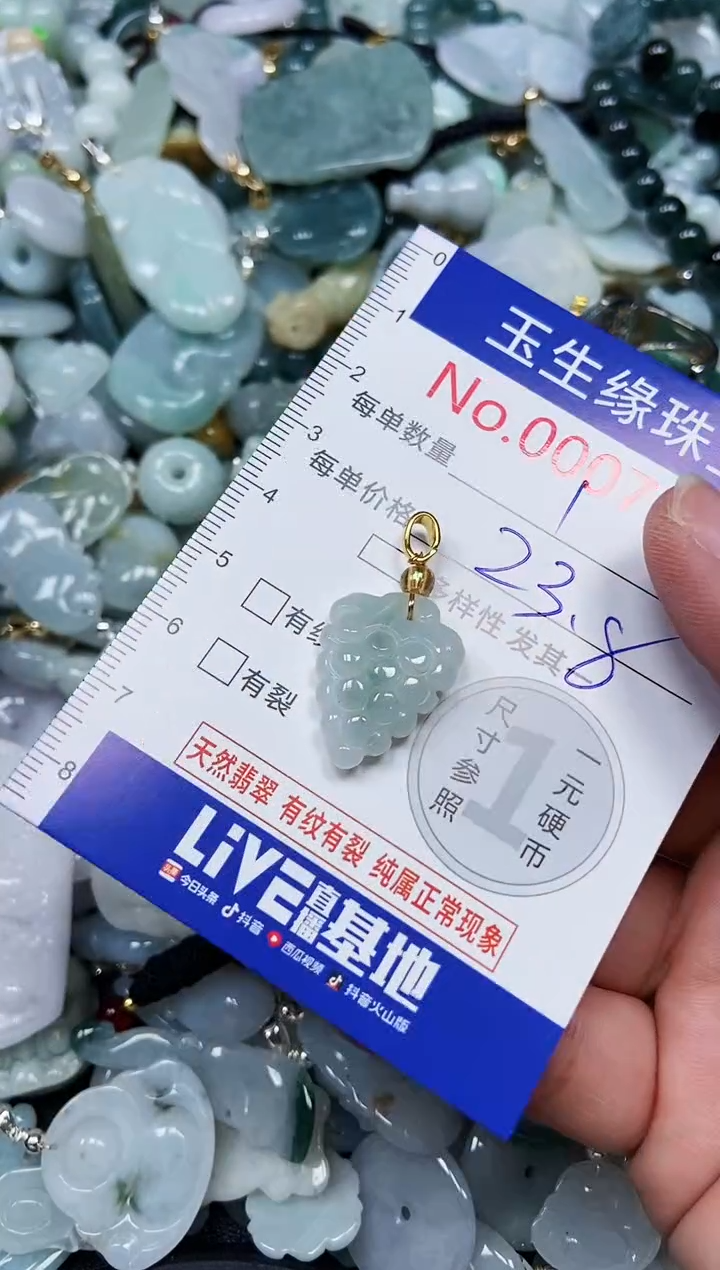 0
1
2
3
4
5
6
7
8
玉生缘珠
No.0007
每单数量
1
每单价格
23.8
多样性 发其一
有纹
有裂
尺寸参照
1
一元硬币
天然翡翠 有纹有裂 纯属正常现象
LiVE直播基地
今日头条 抖音 西瓜视频 抖音火山版